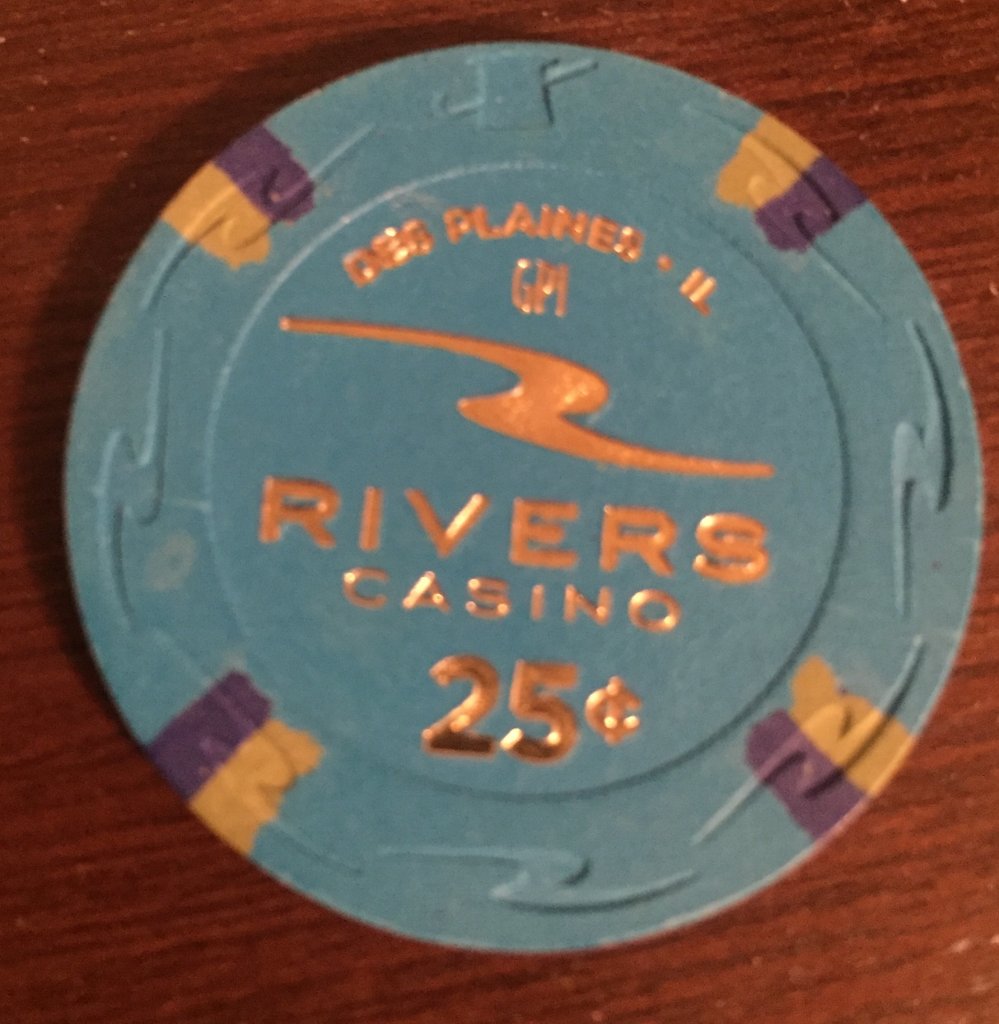 DES PLAINES • IL
GPI
RIVERS
CASINO
25¢